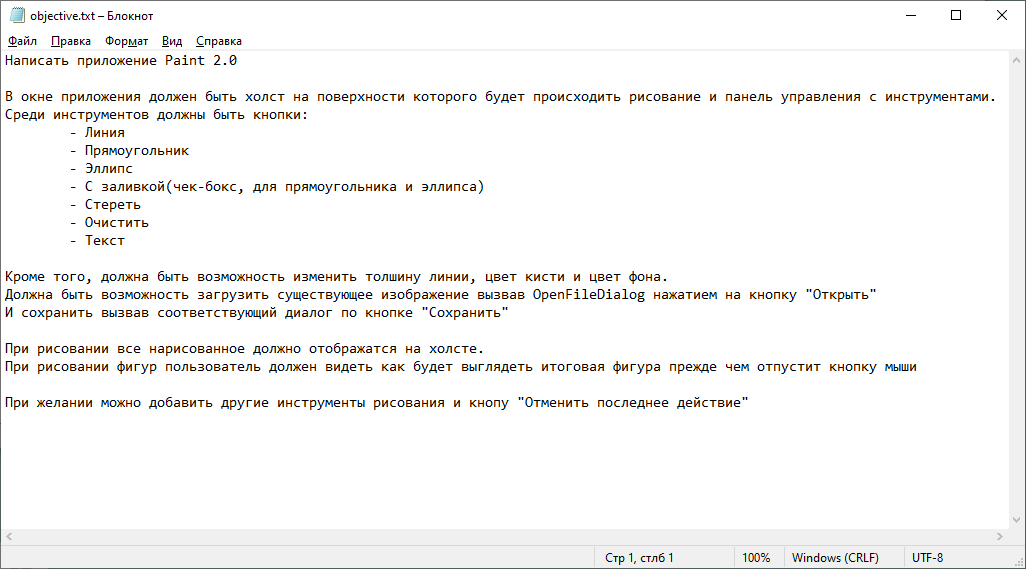 objective.txt – Блокнот
Файл Правка Формат Вид Справка
Написать приложение Paint 2.0
В окне приложения должен быть холст на поверхности которого будет происходить рисование и панель управления с инструментами.
Среди инструментов должны быть кнопки:
- Линия
- Прямоугольник
- Эллипс
- С заливкой(чек-бокс, для прямоугольника и эллипса)
- Стереть
- Очистить
- Текст
Кроме того, должна быть возможность изменить толшину линии, цвет кисти и цвет фона.
Должна быть возможность загрузить существующее изображение вызвав OpenFileDialog нажатием на кнопку "Открыть"
И сохранить вызвав соответствующий диалог по кнопке "Сохранить"
При рисовании все нарисованное должно отображатся на холсте.
При рисовании фигур пользователь должен видеть как будет выглядеть итоговая фигура прежде чем отпустит кнопку мыши
При желании можно добавить другие инструменты рисования и кнопу "Отменить последнее действие"
Стр 1, стлб 1 100% Windows (CRLF) UTF-8